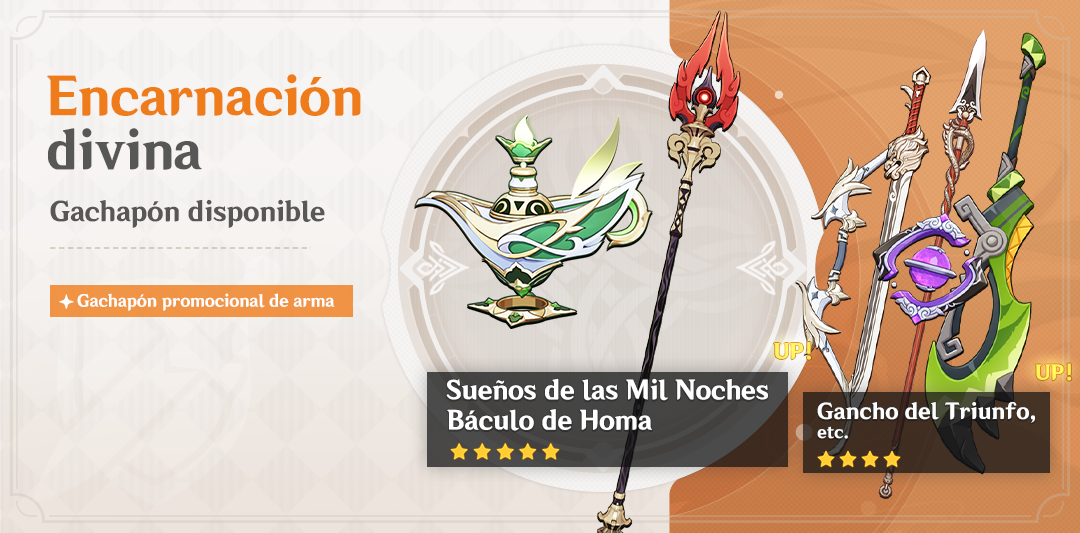 Encarnación
divina
Gachapón disponible
Gachapón promocional de arma
UP!
UP!
Sueños de las Mil Noches
Báculo de Homa
Gancho del Triunfo,
etc.